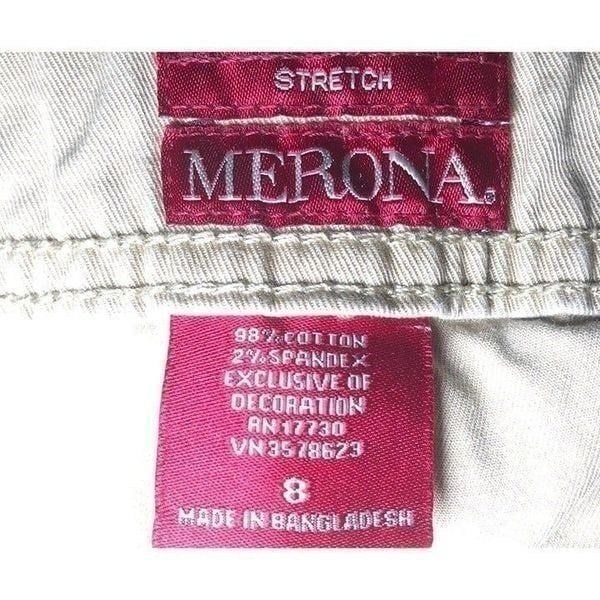 STRETCH
MERONA®
98% COTTON
2% SPANDEX
EXCLUSIVE OF
DECORATION
RN 17730
VN 3578623
8
MADE IN BANGLADESH